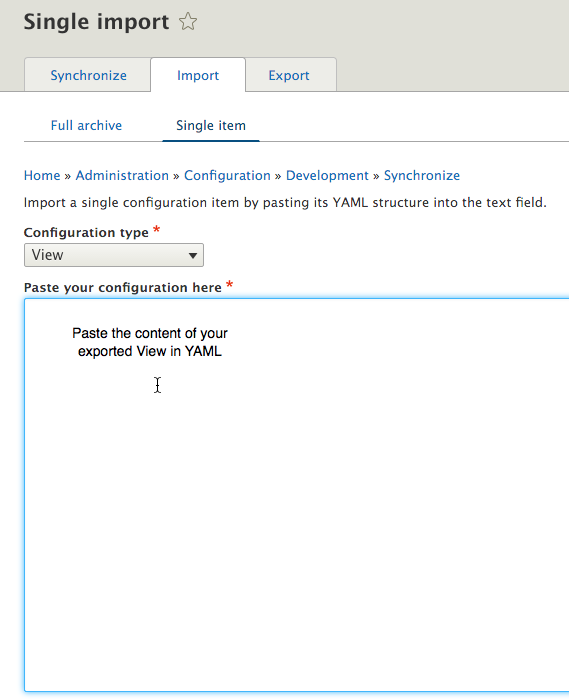 Single import
Synchronize Import Export
Full archive Single item
Home » Administration » Configuration » Development » Synchronize
Import a single configuration item by pasting its YAML structure into the text field.
Configuration type *
View
Paste your configuration here *
Paste the content of your
exported View in YAML